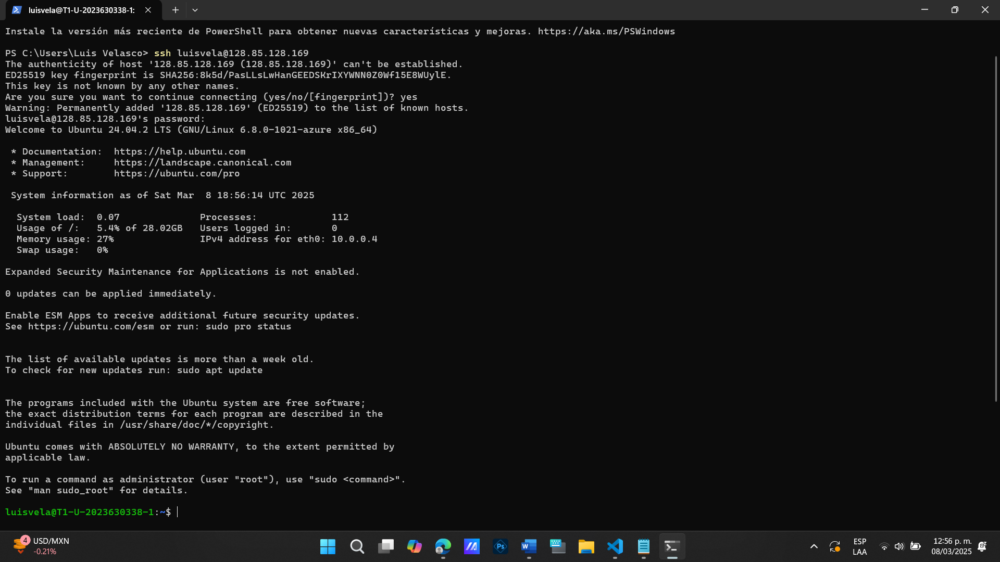 luisvela@T1-U-2023630338-1:
Instale la versión más reciente de PowerShell para obtener nuevas características y mejoras. https://aka.ms/PSWindows
PS C:\Users\Luis Velasco> ssh luisvela@128.85.128.169
The authenticity of host '128.85.128.169 (128.85.128.169)' can't be established.
ED25519 key fingerprint is SHA256:8k5d/PasLLsLwHanGEEDSKrIXYWNN0Z0Wf15E8WUylE.
This key is not known by any other names.
Are you sure you want to continue connecting (yes/no/[fingerprint])? yes
Warning: Permanently added '128.85.128.169' (ED25519) to the list of known hosts.
luisvela@128.85.128.169's password:
Welcome to Ubuntu 24.04.2 LTS (GNU/Linux 6.8.0-1021-azure x86_64)
* Documentation:  https://help.ubuntu.com
* Management:     https://landscape.canonical.com
* Support:        https://ubuntu.com/pro
System information as of Sat Mar  8 18:56:14 UTC 2025
System load:  0.07              Processes:             112
Usage of /:   5.4% of 28.02GB   Users logged in:       0
Memory usage: 27%               IPv4 address for eth0: 10.0.0.4
Swap usage:   0%
Expanded Security Maintenance for Applications is not enabled.
0 updates can be applied immediately.
Enable ESM Apps to receive additional future security updates.
See https://ubuntu.com/esm or run: sudo pro status
The list of available updates is more than a week old.
To check for new updates run: sudo apt update
The programs included with the Ubuntu system are free software;
the exact distribution terms for each program are described in the
individual files in /usr/share/doc/*/copyright.
Ubuntu comes with ABSOLUTELY NO WARRANTY, to the extent permitted by
applicable law.
To run a command as administrator (user "root"), use "sudo <command>".
See "man sudo_root" for details.
luisvela@T1-U-2023630338-1:~$
4 USD/MXN
-0.21%
Ps
W
ESP
LAA
12:56 p. m.
08/03/2025